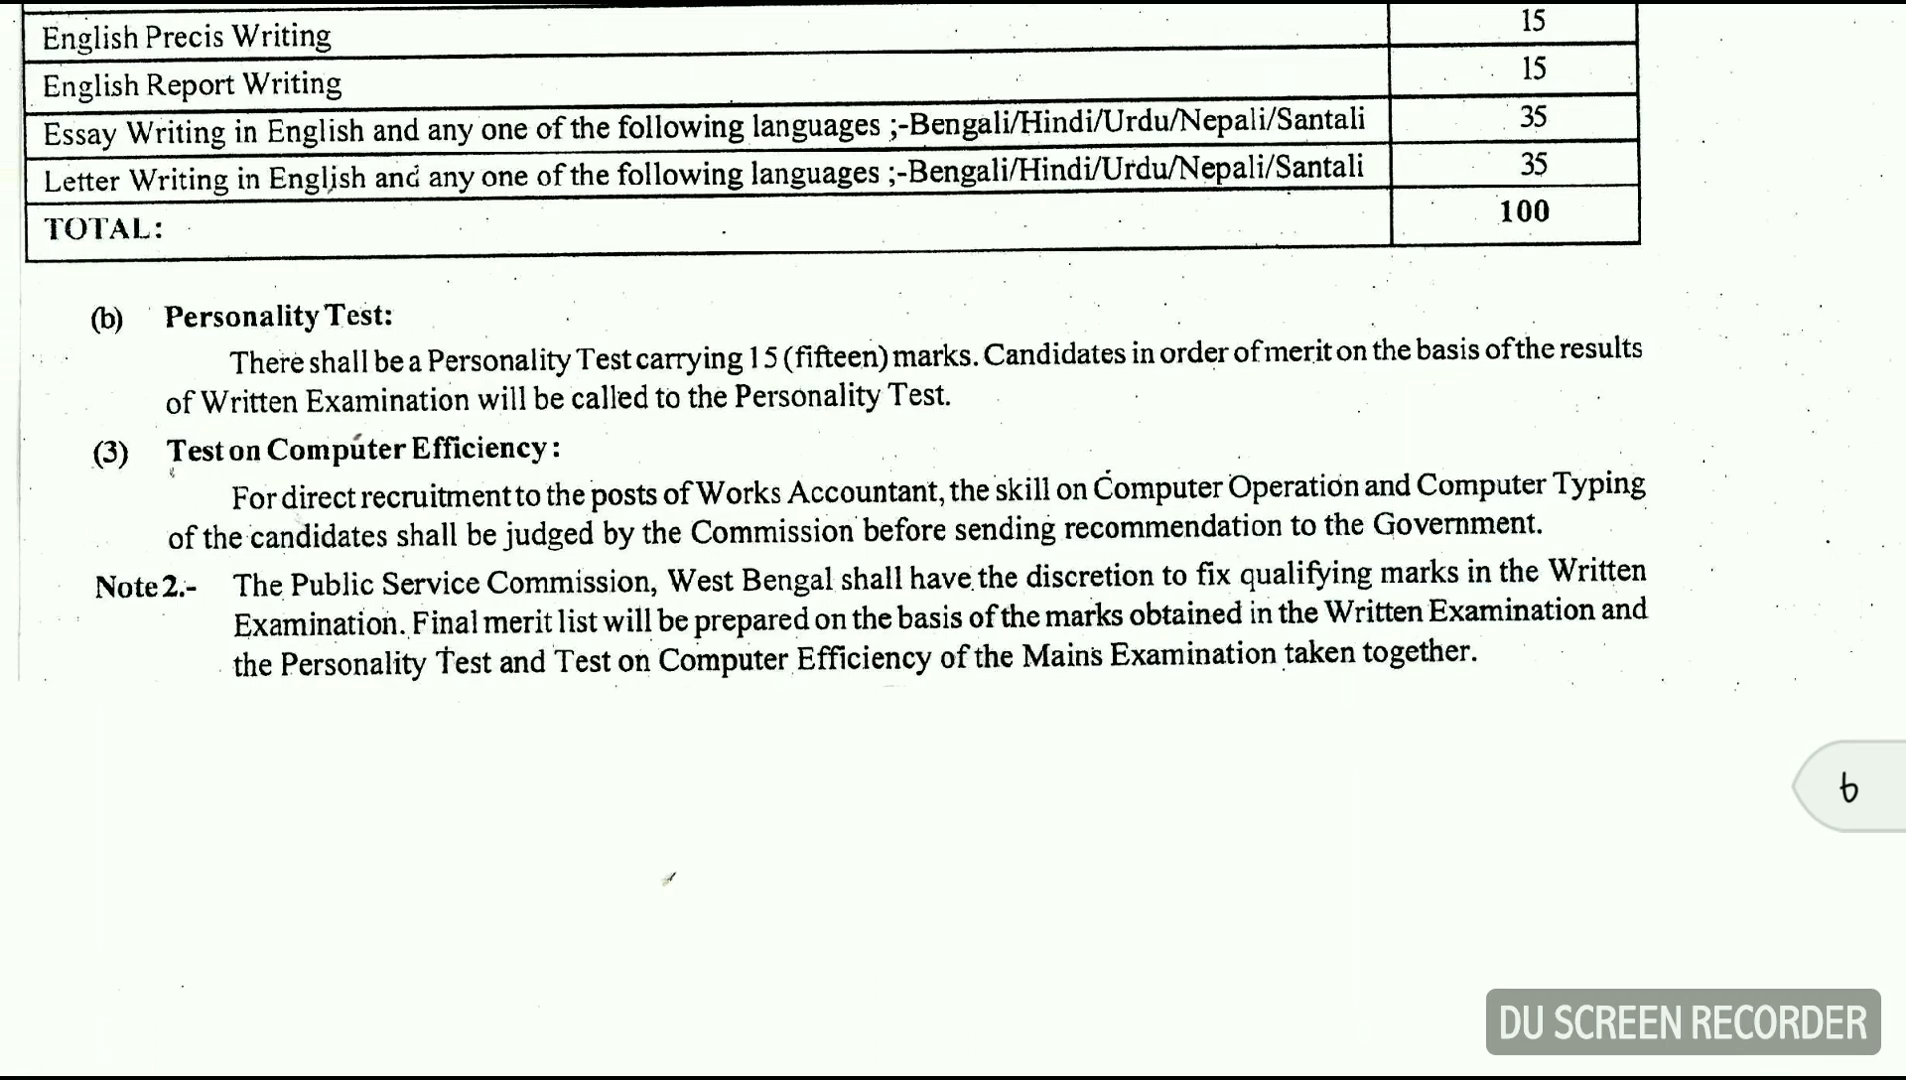 English Precis Writing 15
English Report Writing 15
Essay Writing in English and any one of the following languages ;-Bengali/Hindi/Urdu/Nepali/Santali 35
Letter Writing in English and any one of the following languages ;-Bengali/Hindi/Urdu/Nepali/Santali 35
TOTAL: 100
(b) Personality Test:
There shall be a Personality Test carrying 15 (fifteen) marks. Candidates in order of merit on the basis of the results
of Written Examination will be called to the Personality Test.
(3) Test on Computer Efficiency:
For direct recruitment to the posts of Works Accountant, the skill on Computer Operation and Computer Typing
of the candidates shall be judged by the Commission before sending recommendation to the Government.
Note 2.- The Public Service Commission, West Bengal shall have the discretion to fix qualifying marks in the Written
Examination. Final merit list will be prepared on the basis of the marks obtained in the Written Examination and
the Personality Test and Test on Computer Efficiency of the Mains Examination taken together.
6
DU SCREEN RECORDER